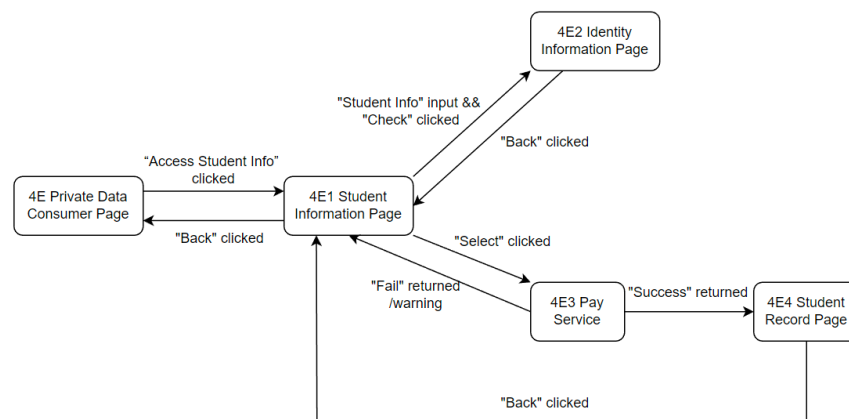 4E2 Identity
Information Page
"Student Info" input &&
"Check" clicked
"Back" clicked
“Access Student Info”
clicked
4E Private Data
Consumer Page
4E1 Student
Information Page
"Back" clicked
"Select" clicked
"Fail" returned
/warning
4E3 Pay
Service
"Success" returned
4E4 Student
Record Page
"Back" clicked